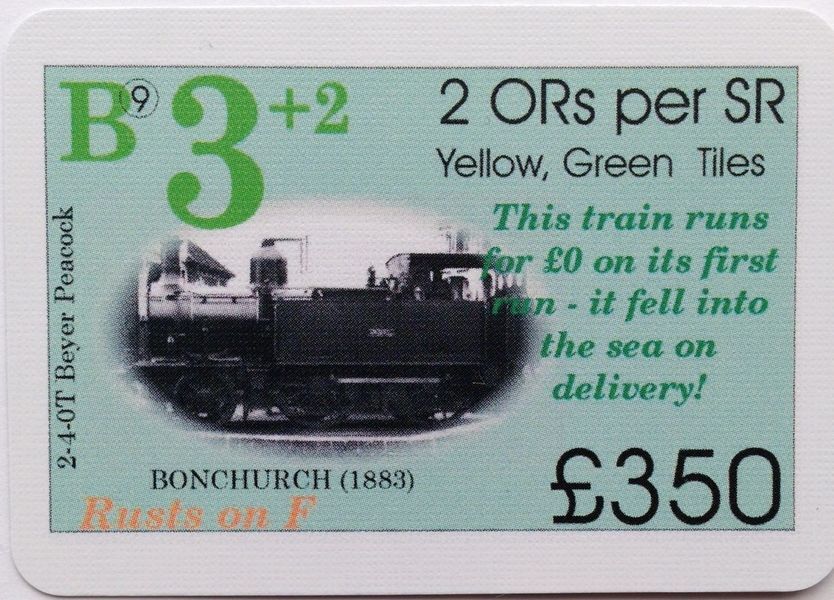 B 9 3+2
2 ORs per SR
Yellow, Green Tiles
This train runs
for £0 on its first
run - it fell into
the sea on
delivery!
2-4-0T Beyer Peacock
BONCHURCH (1883)
Rusts on F
£350